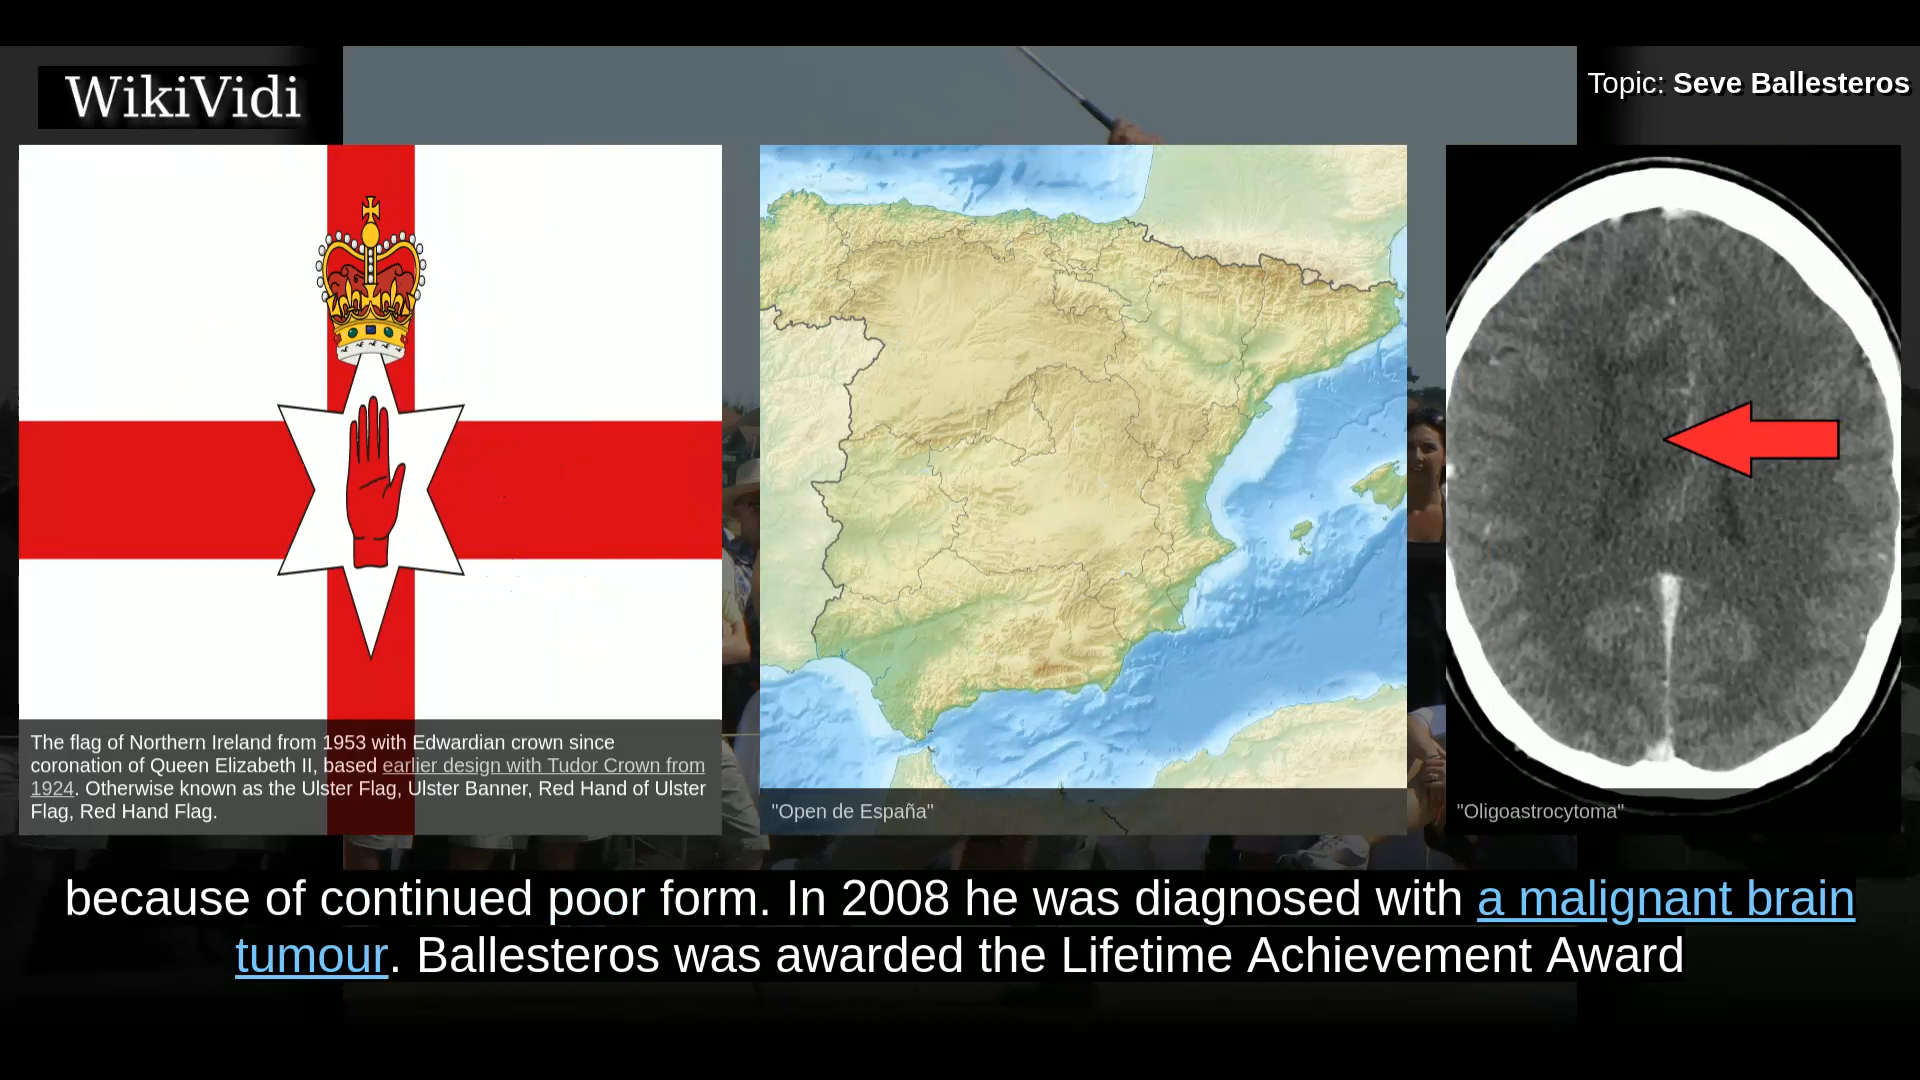 WikiVidi
Topic: Seve Ballesteros
The flag of Northern Ireland from 1953 with Edwardian crown since
coronation of Queen Elizabeth II, based earlier design with Tudor Crown from
1924. Otherwise known as the Ulster Flag, Ulster Banner, Red Hand of Ulster
Flag, Red Hand Flag.
"Open de España"
"Oligoastrocytoma"
because of continued poor form. In 2008 he was diagnosed with a malignant brain
tumour. Ballesteros was awarded the Lifetime Achievement Award